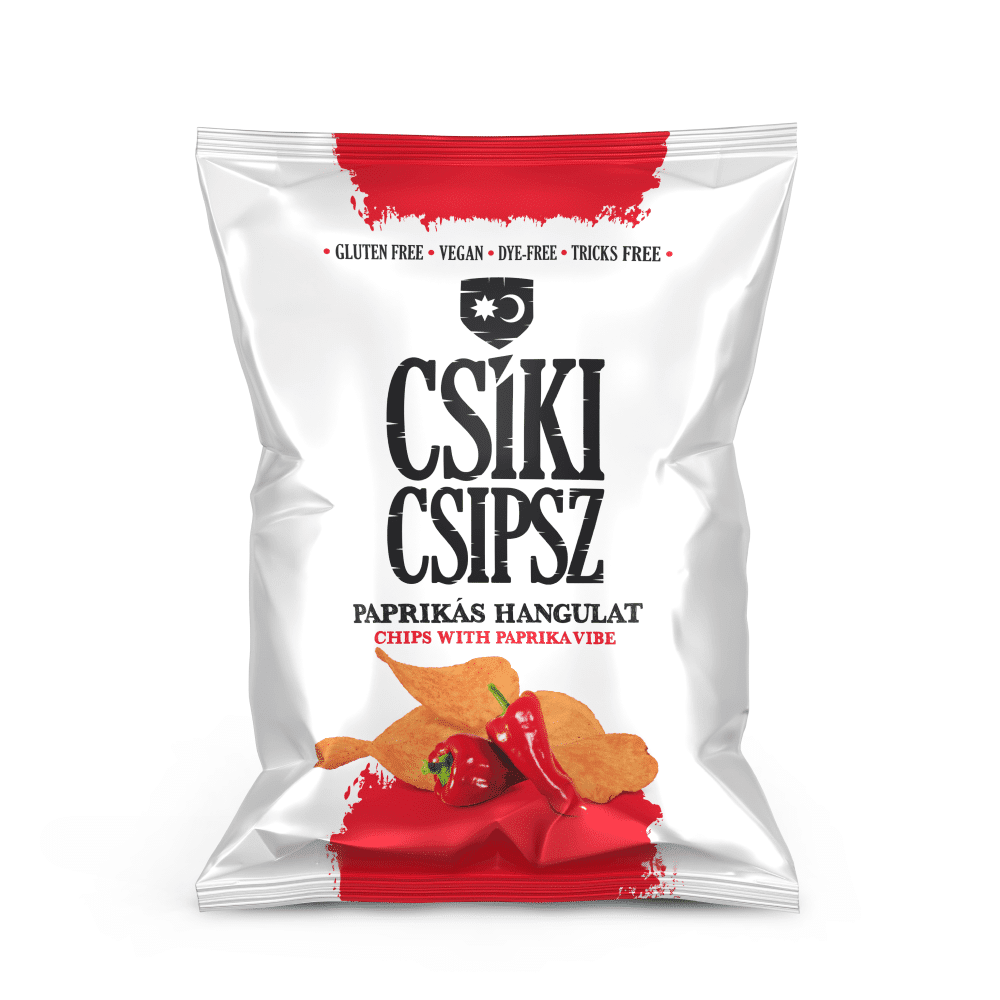 • GLUTEN FREE • VEGAN • DYE-FREE • TRICKS FREE •
CSÍKI
CSIPSZ
PAPRIKÁS HANGULAT
CHIPS WITH PAPRIKA VIBE